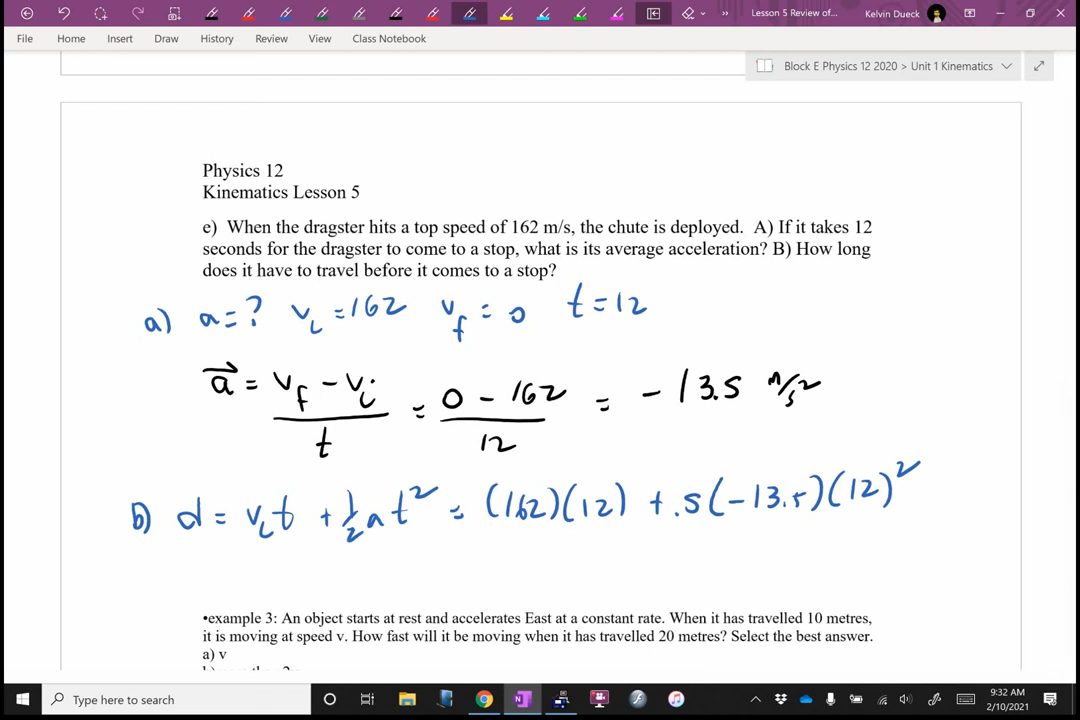 Lesson 5 Review of...
Kelvin Dueck
File Home Insert Draw History Review View Class Notebook
Block E Physics 12 2020 > Unit 1 Kinematics
Physics 12
Kinematics Lesson 5
e) When the dragster hits a top speed of 162 m/s, the chute is deployed. A) If it takes 12
seconds for the dragster to come to a stop, what is its average acceleration? B) How long
does it have to travel before it comes to a stop?
a) a=? v_i=162 v_f=0 t=12
a⃗ = (v_f - v_i)/t = (0 - 162)/12 = -13.5 m/s²
b) d = v_i t + ½at² = (162)(12) + .5(-13.5)(12)²
•example 3: An object starts at rest and accelerates East at a constant rate. When it has travelled 10 metres,
it is moving at speed v. How fast will it be moving when it has travelled 20 metres? Select the best answer.
a) v
Type here to search
9:32 AM
2/10/2021